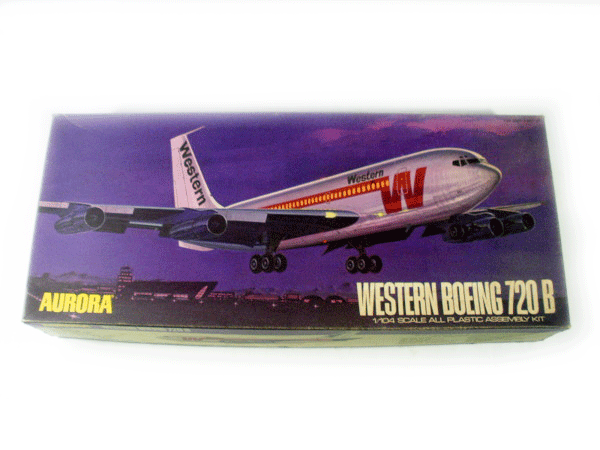 Western
Western
W
AURORA
WESTERN BOEING 720 B
1/104 SCALE ALL PLASTIC ASSEMBLY KIT